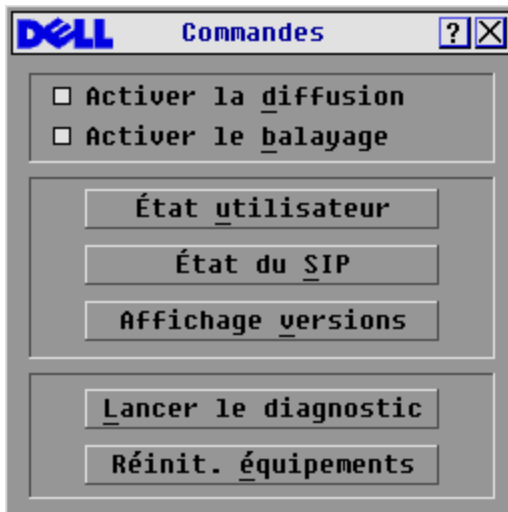 DELL Commandes ? X
Activer la diffusion
Activer le balayage
État utilisateur
État du SIP
Affichage versions
Lancer le diagnostic
Réinit. équipements